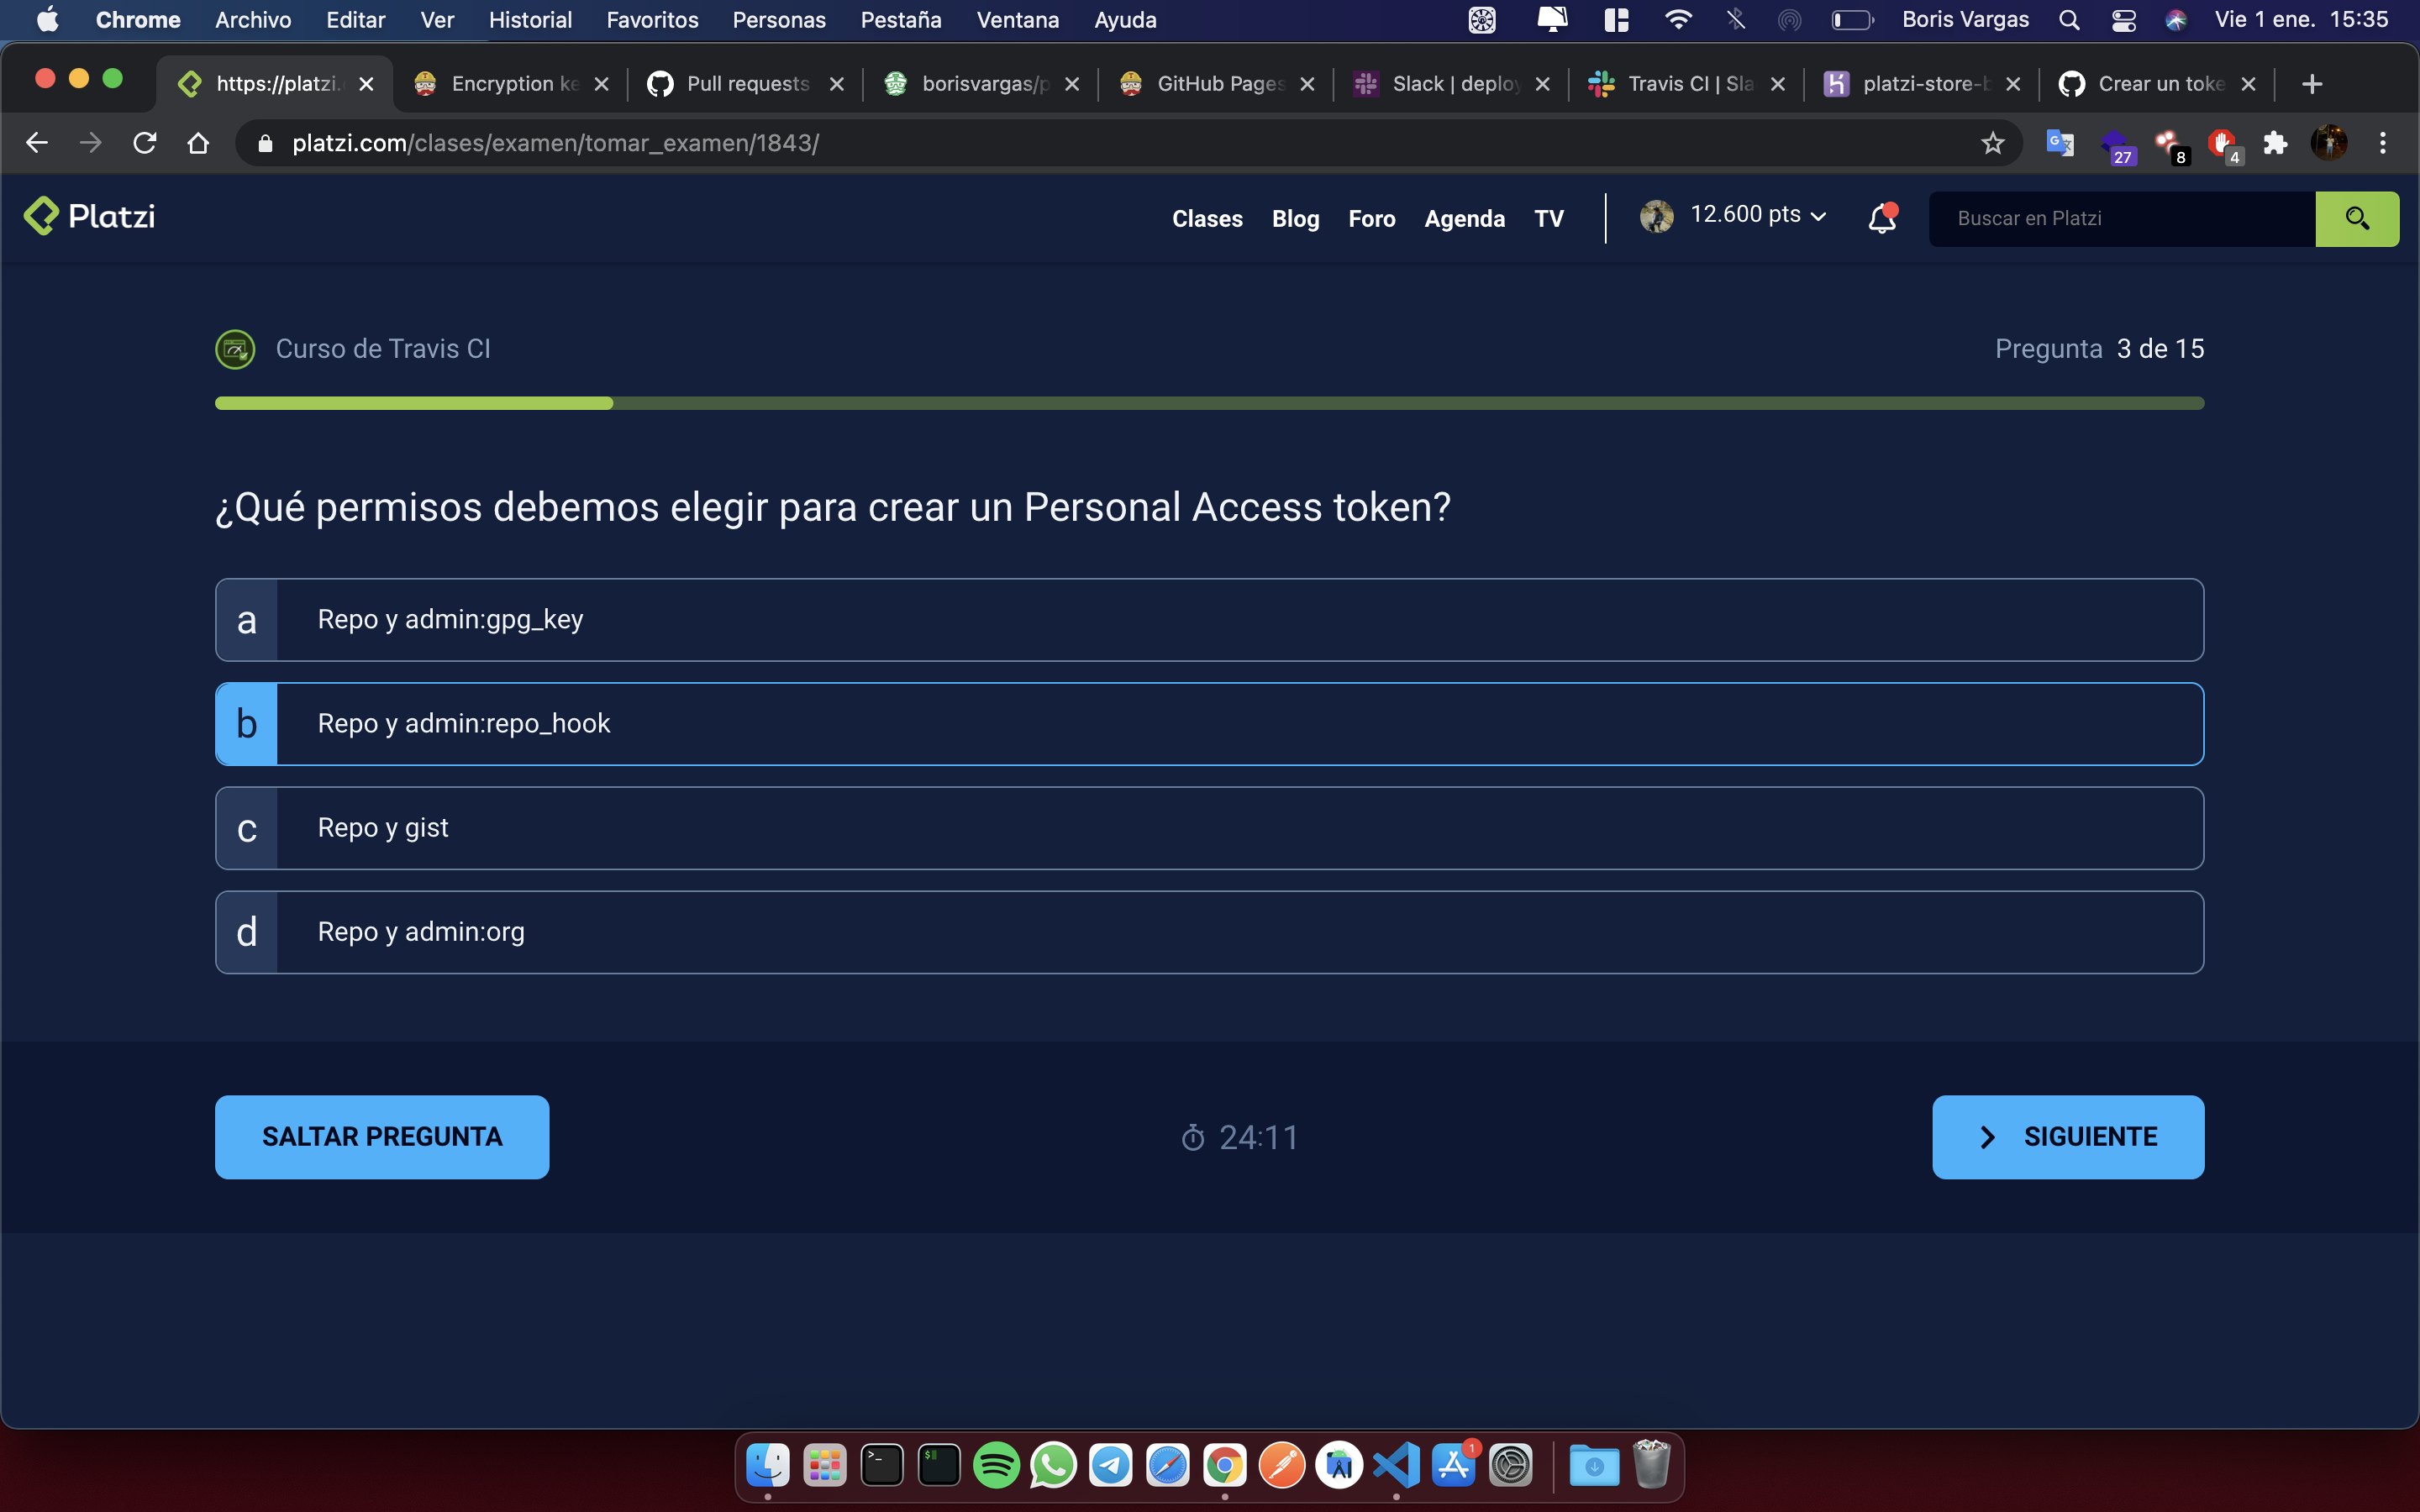 Chrome Archivo Editar Ver Historial Favoritos Personas Pestaña Ventana Ayuda Boris Vargas Vie 1 ene. 15:35
https://platzi. Encryption ke Pull requests borisvargas/p GitHub Pages Slack | deploy Travis CI | Sla platzi-store-b Crear un toke
platzi.com/clases/examen/tomar_examen/1843/ 27 8 4
Platzi Clases Blog Foro Agenda TV 12.600 pts Buscar en Platzi
Curso de Travis CI Pregunta 3 de 15
¿Qué permisos debemos elegir para crear un Personal Access token?
a Repo y admin:gpg_key
b Repo y admin:repo_hook
c Repo y gist
d Repo y admin:org
SALTAR PREGUNTA 24:11 SIGUIENTE
1